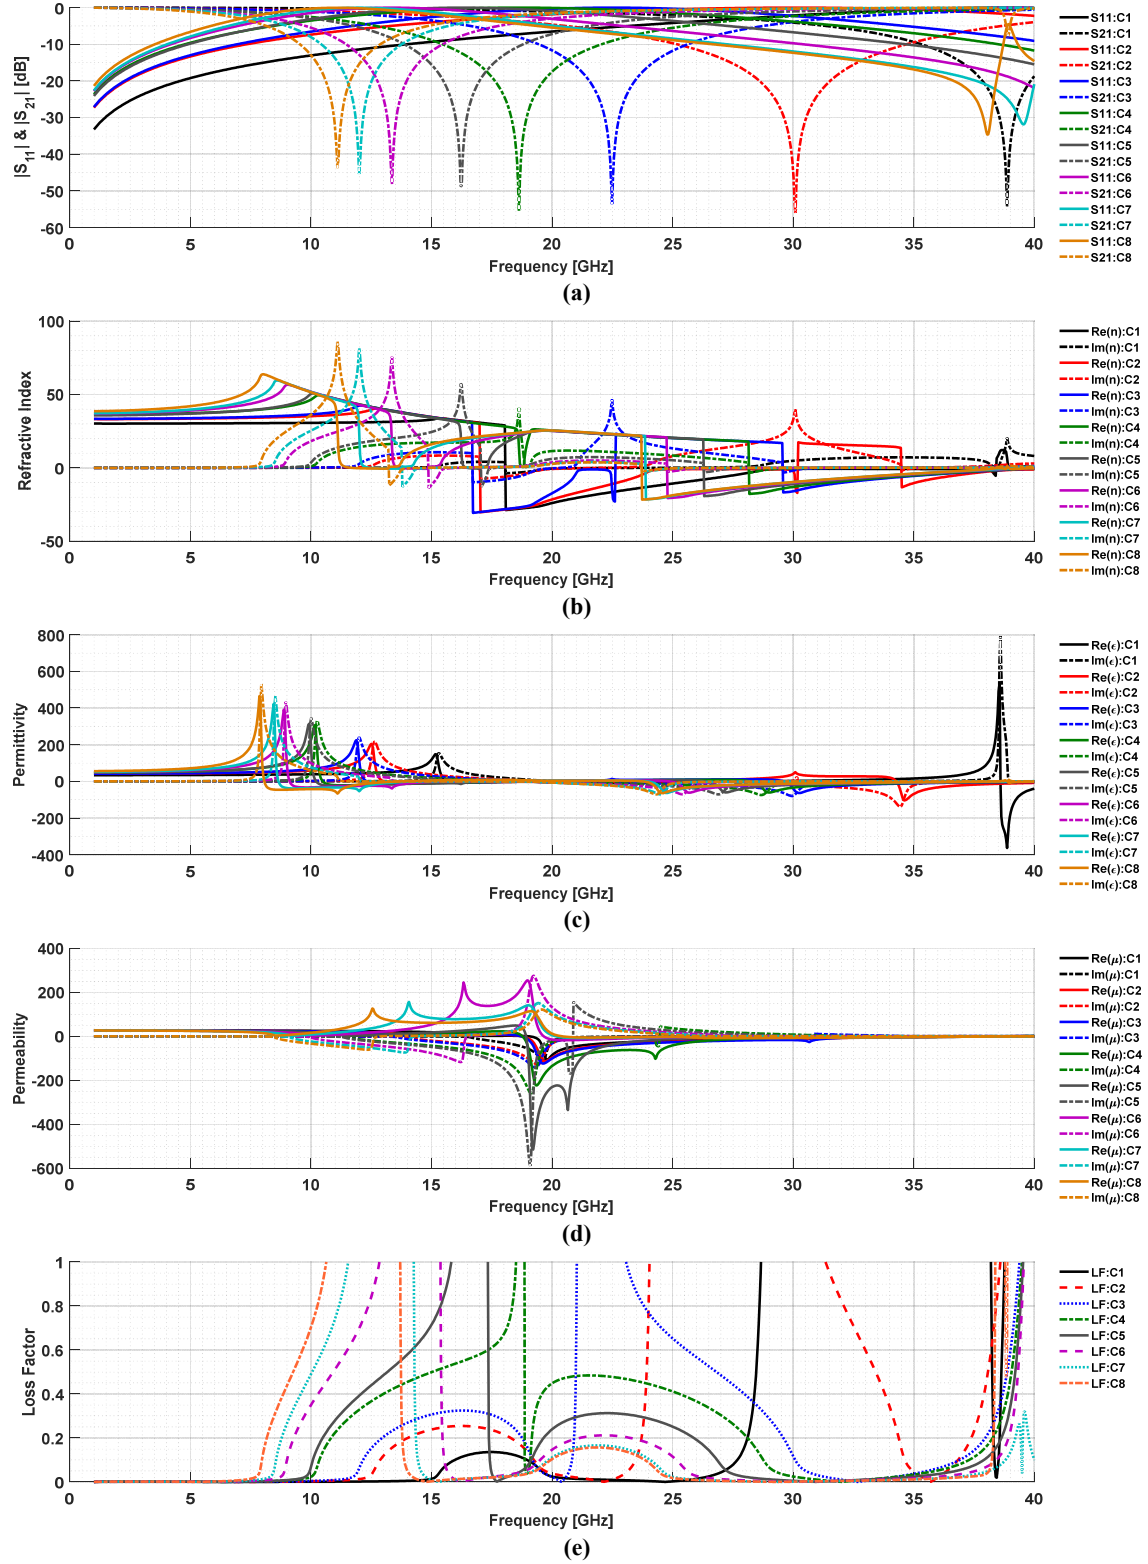 |S11| & |S21| [dB]
0
-10
-20
-30
-40
-50
-60
0 5 10 15 20 25 30 35 40
Frequency [GHz]
S11:C1
S21:C1
S11:C2
S21:C2
S11:C3
S21:C3
S11:C4
S21:C4
S11:C5
S21:C5
S11:C6
S21:C6
S11:C7
S21:C7
S11:C8
S21:C8
(a)
Refractive Index
100
50
0
-50
0 5 10 15 20 25 30 35 40
Frequency [GHz]
Re(n):C1
Im(n):C1
Re(n):C2
Im(n):C2
Re(n):C3
Im(n):C3
Re(n):C4
Im(n):C4
Re(n):C5
Im(n):C5
Re(n):C6
Im(n):C6
Re(n):C7
Im(n):C7
Re(n):C8
Im(n):C8
(b)
Permittivity
800
600
400
200
0
-200
-400
0 5 10 15 20 25 30 35 40
Frequency [GHz]
Re(ϵ):C1
Im(ϵ):C1
Re(ϵ):C2
Im(ϵ):C2
Re(ϵ):C3
Im(ϵ):C3
Re(ϵ):C4
Im(ϵ):C4
Re(ϵ):C5
Im(ϵ):C5
Re(ϵ):C6
Im(ϵ):C6
Re(ϵ):C7
Im(ϵ):C7
Re(ϵ):C8
Im(ϵ):C8
(c)
Permeability
400
200
0
-200
-400
-600
0 5 10 15 20 25 30 35 40
Frequency [GHz]
Re(μ):C1
Im(μ):C1
Re(μ):C2
Im(μ):C2
Re(μ):C3
Im(μ):C3
Re(μ):C4
Im(μ):C4
Re(μ):C5
Im(μ):C5
Re(μ):C6
Im(μ):C6
Re(μ):C7
Im(μ):C7
Re(μ):C8
Im(μ):C8
(d)
Loss Factor
1
0.8
0.6
0.4
0.2
0
0 5 10 15 20 25 30 35 40
Frequency [GHz]
LF:C1
LF:C2
LF:C3
LF:C4
LF:C5
LF:C6
LF:C7
LF:C8
(e)